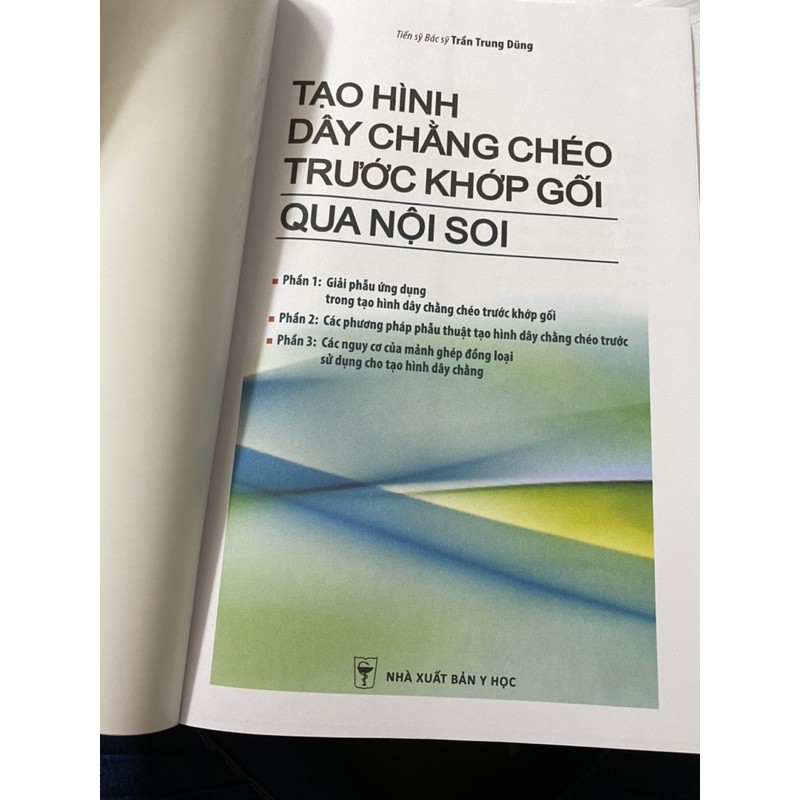 Tiến sỹ Bác sỹ Trần Trung Dũng
TẠO HÌNH
DÂY CHẰNG CHÉO
TRƯỚC KHỚP GỐI
QUA NỘI SOI
Phần 1: Giải phẫu ứng dụng
trong tạo hình dây chằng chéo trước khớp gối
Phần 2: Các phương pháp phẫu thuật tạo hình dây chằng chéo trước
Phần 3: Các nguy cơ của mảnh ghép đồng loại
sử dụng cho tạo hình dây chằng
NHÀ XUẤT BẢN Y HỌC